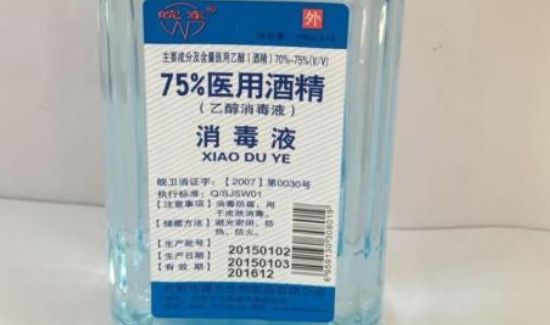 皖东®
外
主要成分及含量医用乙醇（酒精）70%-75%(V/V)
75%医用酒精
（乙醇消毒液）
消毒液
XIAO DU YE
皖卫消证字：【2007】第0030号
执行标准：Q/SJSW01
【注意事项】消毒防腐，用
于皮肤消毒。
【储藏方法】避光密闭，防
热，防火。
【生产批号】20150102
【生产日期】20150103
【有效期】201612